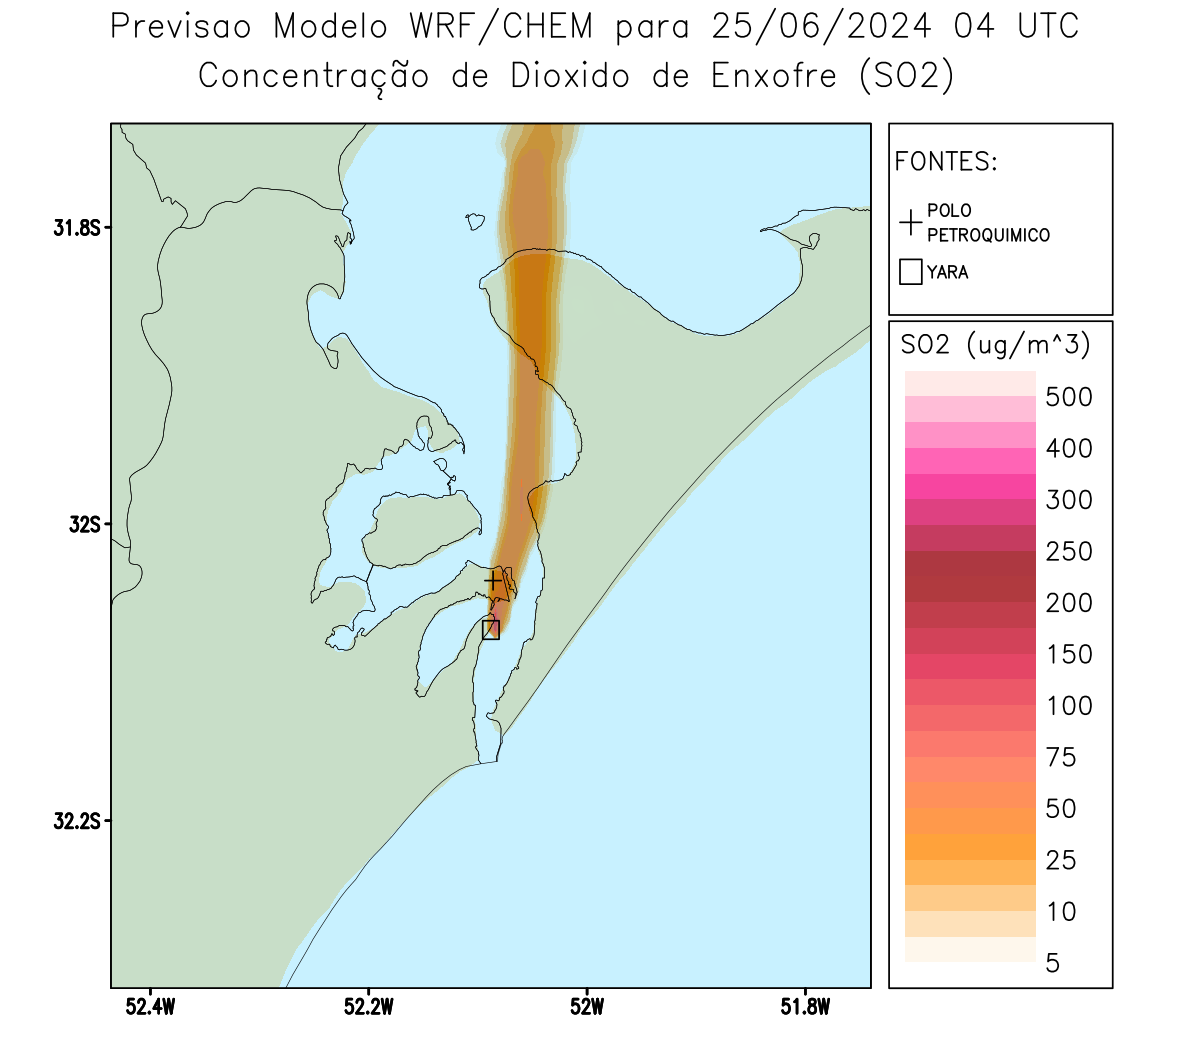 Previsao Modelo WRF/CHEM para 25/06/2024 04 UTC
Concentração de Dioxido de Enxofre (SO2)
FONTES:
POLO
PETROQUIMICO
YARA
SO2 (ug/m^3)
500
400
300
250
200
150
100
75
50
25
10
5
31.8S
32S
32.2S
52.4W
52.2W
52W
51.8W